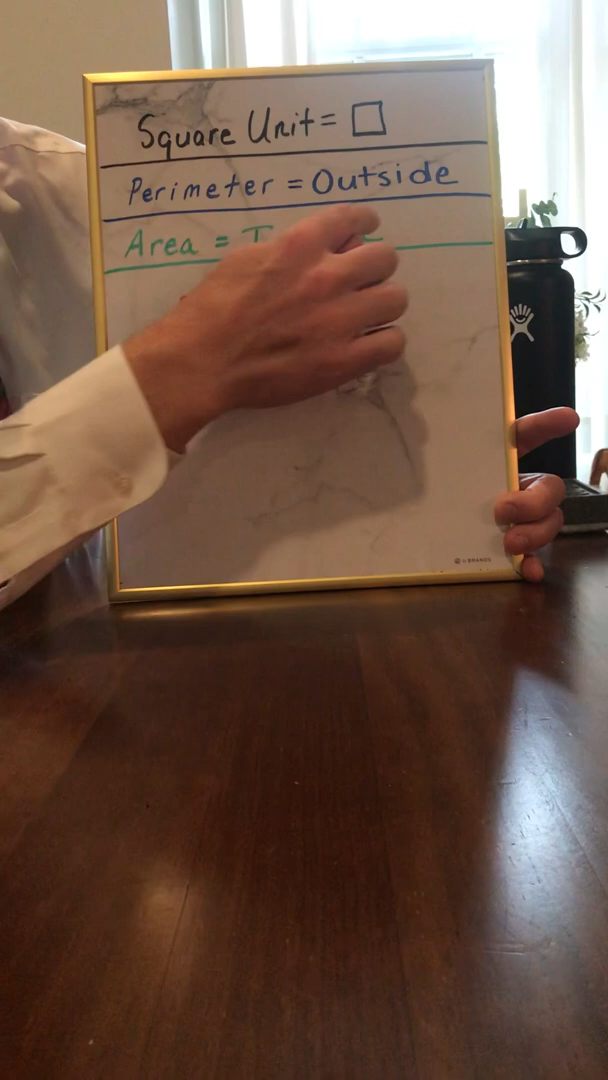 Square Unit = □
Perimeter = Outside
Area =